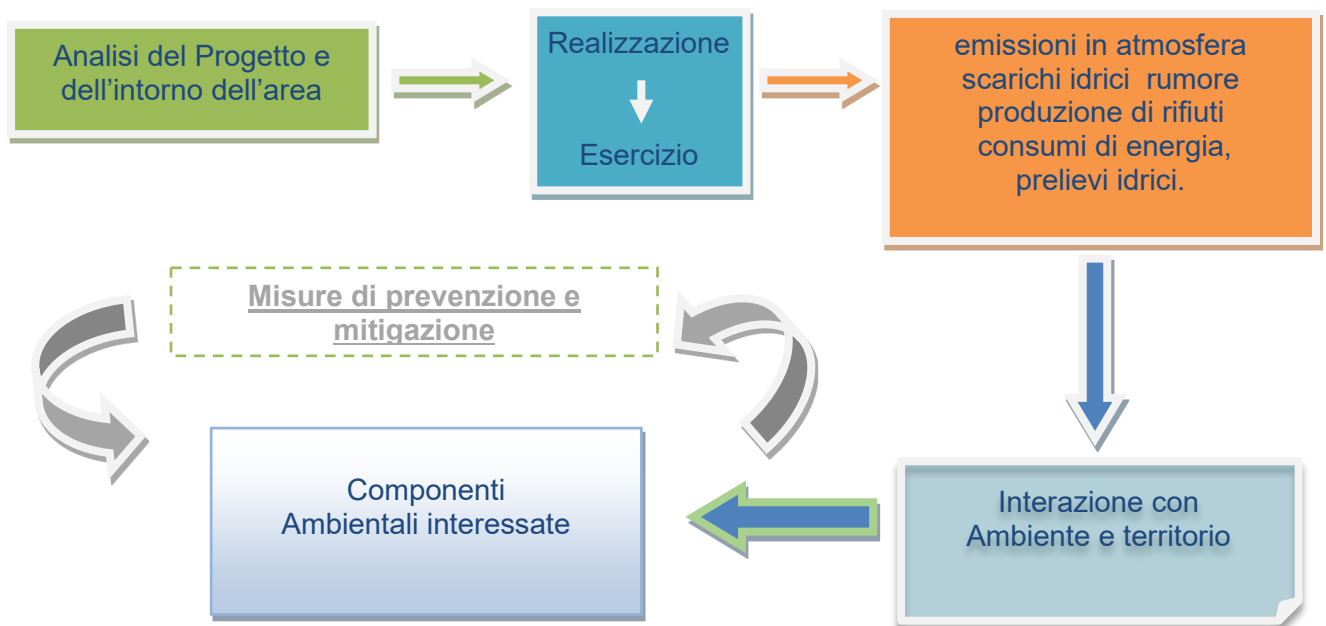 Analisi del Progetto e
dell'intorno dell'area
Realizzazione
Esercizio
emissioni in atmosfera
scarichi idrici  rumore
produzione di rifiuti
consumi di energia,
prelievi idrici.
Misure di prevenzione e
mitigazione
Componenti
Ambientali interessate
Interazione con
Ambiente e territorio